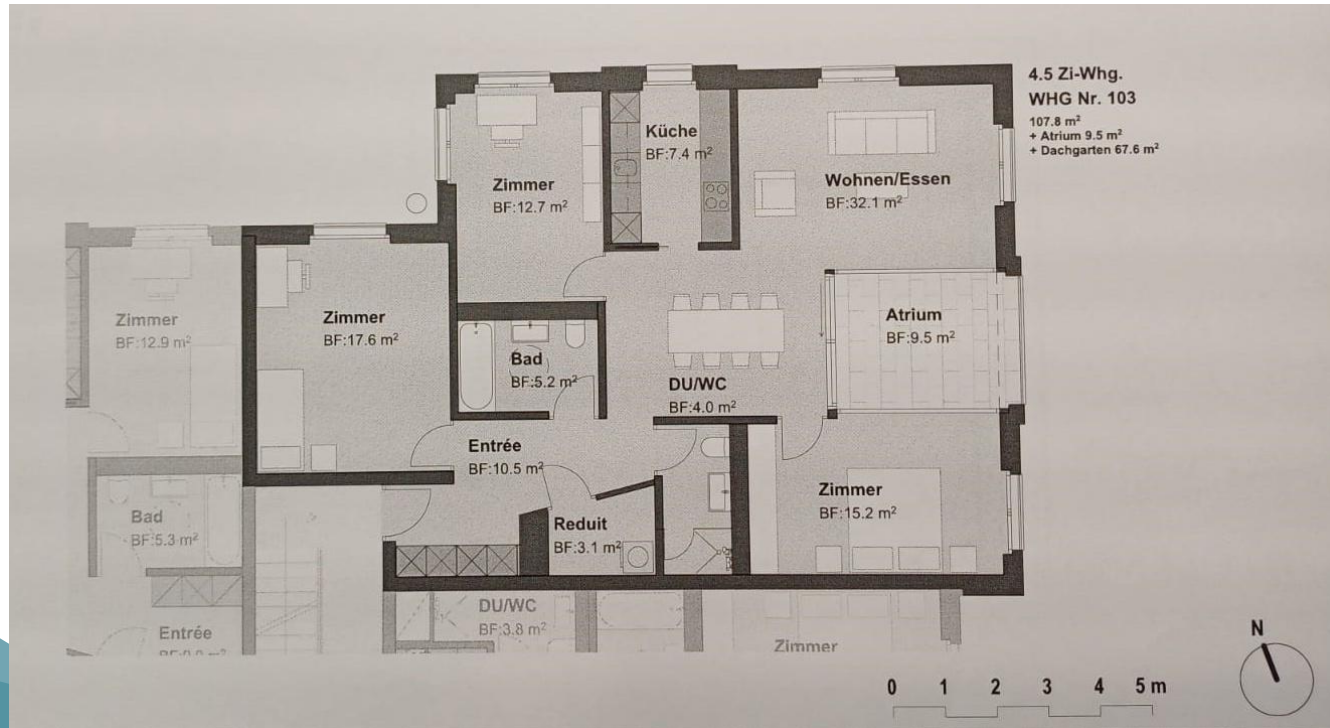 4.5 Zi-Whg.
WHG Nr. 103
107.8 m²
+ Atrium 9.5 m²
+ Dachgarten 67.6 m²
Küche
BF:7.4 m²
Zimmer
BF:12.7 m²
Wohnen/Essen
BF:32.1 m²
Zimmer
BF:12.9 m²
Zimmer
BF:17.6 m²
Atrium
BF:9.5 m²
Bad
BF:5.2 m²
DU/WC
BF:4.0 m²
Entrée
BF:10.5 m²
Zimmer
BF:15.2 m²
Bad
BF:5.3 m²
Reduit
BF:3.1 m²
DU/WC
BF:3.8 m²
Entrée
Zimmer
N
0 1 2 3 4 5 m